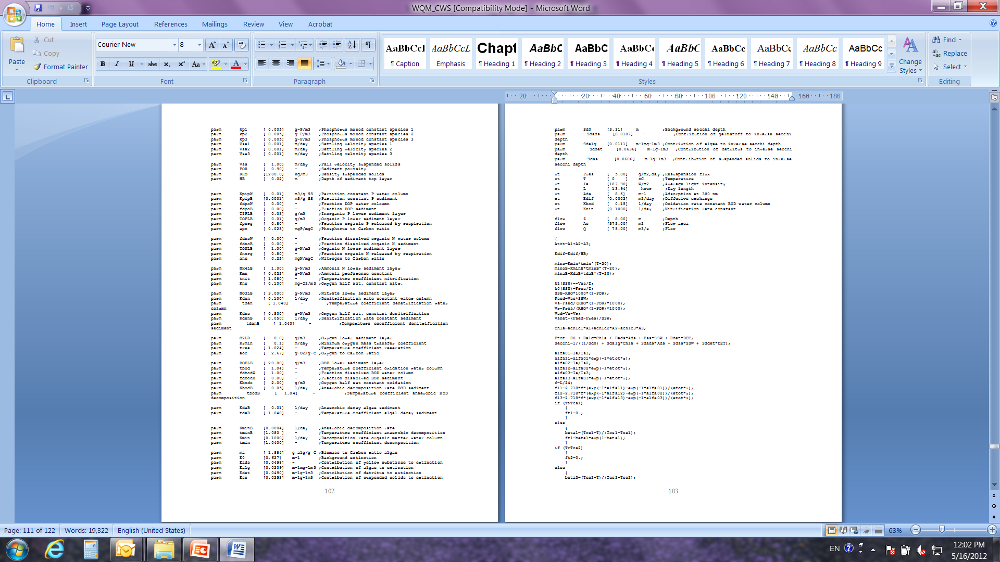 WQM_CWS [Compatibility Mode] - Microsoft Word
Home Insert Page Layout References Mailings Review View Acrobat
Paste
Cut
Copy
Format Painter
Clipboard
Courier New 8
Font
Paragraph
AaBbCcI AaBbCcL Chapt AaBbC AaBbC AaBbCc AaBbC AaBbCc AaBbCc AaBbCc AaBbCc
¶ Caption Emphasis ¶ Heading 1 ¶ Heading 2 ¶ Heading 3 ¶ Heading 4 ¶ Heading 5 ¶ Heading 6 ¶ Heading 7 ¶ Heading 8 ¶ Heading 9
Change Styles
Styles
Find
Replace
Select
Editing
20 20 40 60 80 100 120 140 160 180
parm kp1 [ 0.005] g-P/m3 ;Phosphorus monod constant species 1
parm kp2 [ 0.005] g-P/m3 ;Phosphorus monod constant species 2
parm kp3 [ 0.005] g-P/m3 ;Phosphorus monod constant species 3
parm Vsa1 [ 0.001] m/day ;Settling velocity species 1
parm Vsa2 [ 0.001] m/day ;Settling velocity species 2
parm Vsa3 [ 0.001] m/day ;Settling velocity species 3
parm Vss [ 1.00] m/day ;Fall velocity suspended solids
parm POR [ 0.90] - ;Sediment porosity
parm RHO [1200.0] kg/m3 ;Density suspended solids
parm HB [ 0.02] m ;Depth of sediment top layer
parm KpipW [ 0.01] m3/g SS ;Partition constant P water column
parm KpipB [0.0001] m3/g SS ;Partition constant P sediment
parm fdpoW [ 0.00] - ;Fraction DOP water coloumn
parm fdpoB [ 0.00] - ;Fraction DOP sediment
parm TIPLB [ 0.05] g/m3 ;Inorganic P lower sediment layer
parm TOPLB [ 0.01] g/m3 ;Organic P lower sediment layer
parm fporg [ 0.80] - ;Fraction organic P released by respiration
parm apc [ 0.025] mgP/mgC ;Phosphorus to Carbon ratio
parm fdnoW [ 0.00] - ;Fraction dissolved organic N water column
parm fdnoB [ 0.00] - ;Fraction dissolved organic N sediment
parm TONLB [ 1.00] g-N/m3 ;Organic N lower sediment layer
parm fnorg [ 0.80] - ;Fraction organic N released by respiration
parm anc [ 0.25] mgN/mgC ;Nitrogen to Carbon ratio
parm NH4LB [ 1.00] g-N/m3 ;Ammonia N lower sediment layer
parm Kmn [ 0.025] g-N/m3 ;Ammonia preference constant
parm tnit [ 1.080] - ;Temperature coefficient nitrification
parm Kno [ 0.100] mg-O2/m3 ;Oxygen half sat. constant nitr.
parm NO3LB [ 3.000] g-N/m3 ;Nitrate lower sediment layer
parm Kden [ 0.100] 1/day ;Denitrification rate constant water column
parm tden [ 1.040] - ;Temperature coefficient denetrification water
column
parm Kdno [ 0.500] g-N/m3 ;Oxygen half sat. constant denitrification
parm KdenB [ 0.050] 1/day ;Denitrification rate constant sediment
parm tdenB [ 1.040] - ;Temperature ceoefficient denitrification
sediment
parm O2LB [ 0.0] g/m3 ;Oxygen lower sediment layer
parm Krmin [ 0.1] m/day ;Minimum oxygen mass transfer coefficient
parm trea [ 1.024] - ;Temperature coefficient reaeration
parm aoc [ 2.67] g-O2/g-C ;Oxygen to Carbon ratio
parm BODLB [ 20.00] g/m3 ;BOD lower sediment layer
parm tbod [ 1.04] - ;Temperature coefficient oxidation water column
parm fdbodW [ 1.00] - ;Fraction dissolved BOD water column
parm fdbodB [ 0.00] - ;Fraction dissolved BOD sediment
parm Kbodo [ 2.00] g/m3 ;Oxygen half sat constant oxidation
parm KbodB [ 0.05] 1/day ;Anaerobic decomposition rate BOD sediment
parm tbodB [ 1.04] - ;Temperature coefficient anaerobic BOD
decomposition
parm KdaB [ 0.01] 1/day ;Anaerobic decay algae sediment
parm tdaB [ 1.040] - ;Temperature coefficient algal decay sediment
parm KminB [0.0004] 1/day ;Anearobic decomposition rate
parm tminB [1.080 ] - ;Temperature coefficient anaerobic decomposition
parm Kmin [0.1000] 1/day ;Decomposition rate organic matter water column
parm tmin [1.0400] - ;Temperature coefficient decomposition
parm ma [ 1.884] g alg/g C ;Biomass to Carbon ratio algae
parm E0 [0.627] m-1 ;Background extinction
parm Eads [0.0498] - ;Contribution of yellow substance to extinction
parm Ealg [0.0209] m-1mg-1m3 ;Contribution of algae to extinction
parm Edet [0.0490] m-1g-1m3 ;Contribution of detritus to extinction
parm Ess [0.0253] m-1g-1m3 ;Contribution of suspended solids to extinction
102
parm Sd0 [3.31] m ;Background secchi depth
parm Sdads [0.0107] - ;Contribution of gelbstoff to inverse secchi
depth
parm Sdalg [0.0111] m-1mg-1m3 ;Contriution of algae to inverse secchi depth
parm Sddet [0.0636] m-1g-1m3 ;Contribution of detritus to inverse secchi
depth
parm Sdss [0.0606] m-1g-1m3 ;Contribution of suspended solids to inverse
secchi depth
xt Fres [ 5.00] g/m2,day ;Resuspension flux
xt T [ 0 ] oC ;Temperature
xt Ia [187.90] W/m2 ;Average light intensity
xt L [ 13.94] hour ;Day length
xt Ads [ 8.5] m-1 ;Adsorption at 380 nm
xt Edif [0.0002] m2/day ;Diffusive exchange
xt Kbod [ 0.15] 1/day ;Oxidation rate constant BOD water column
xt Knit [0.1000] 1/day ;Nitrification rate constant
flow Z [ 8.00] m ;Depth
flow As [375.00] m2 ;Flow area
flow Q [ 75.00] m3/s ;Flow
{
Atot=A1+A2+A3;
Kdif=Edif/HB;
mino=Kmin*tmin^(T-20);
minoB=KminB*tminB^(T-20);
minaB=KdaB*tdaB^(T-20);
k1(SSW)=-Vss/Z;
k0(SSW)=Fres/Z;
SSB=RHO*1000*(1-POR);
Fsed=Vss*SSW;
Vs=Fsed/(RHO*(1-POR)*1000);
Vr=Fres/(RHO*(1-POR)*1000);
Vsd=Vs-Vr;
Vsnet=(Fsed-Fres)/SSW;
Chla=achlc1*A1+achlc2*A2+achlc3*A3;
Etot= E0 + Ealg*Chla + Eads*Ads + Ess*SSW + Edet*DET;
Secchi=1/((1/Sd0) + Sdalg*Chla + Sdads*Ads + Sdss*SSW + Sddet*DET);
alfa01=Ia/Is1;
alfa11=alfa01*exp(-1*etot*z);
alfa02=Ia/Is2;
alfa12=alfa02*exp(-1*etot*z);
alfa03=Ia/Is3;
alfa13=alfa03*exp(-1*etot*z);
f=L/24;
fl1=2.718*f*(exp(-1*alfa11)-exp(-1*alfa01))/(etot*z);
fl2=2.718*f*(exp(-1*alfa12)-exp(-1*alfa02))/(etot*z);
fl3=2.718*f*(exp(-1*alfa13)-exp(-1*alfa03))/(etot*z);
if (T>Tcs1)
{
ft1=0.;
}
else
{
beta1=(Tcs1-T)/(Tcs1-Tos1);
ft1=beta1*exp(1-beta1);
}
if (T>Tcs2)
{
ft2=0.;
}
else
{
beta2=(Tcs2-T)/(Tcs2-Tos2);
103
Page: 111 of 122 Words: 19,322 English (United States) 63%
EN 12:02 PM
5/16/2012